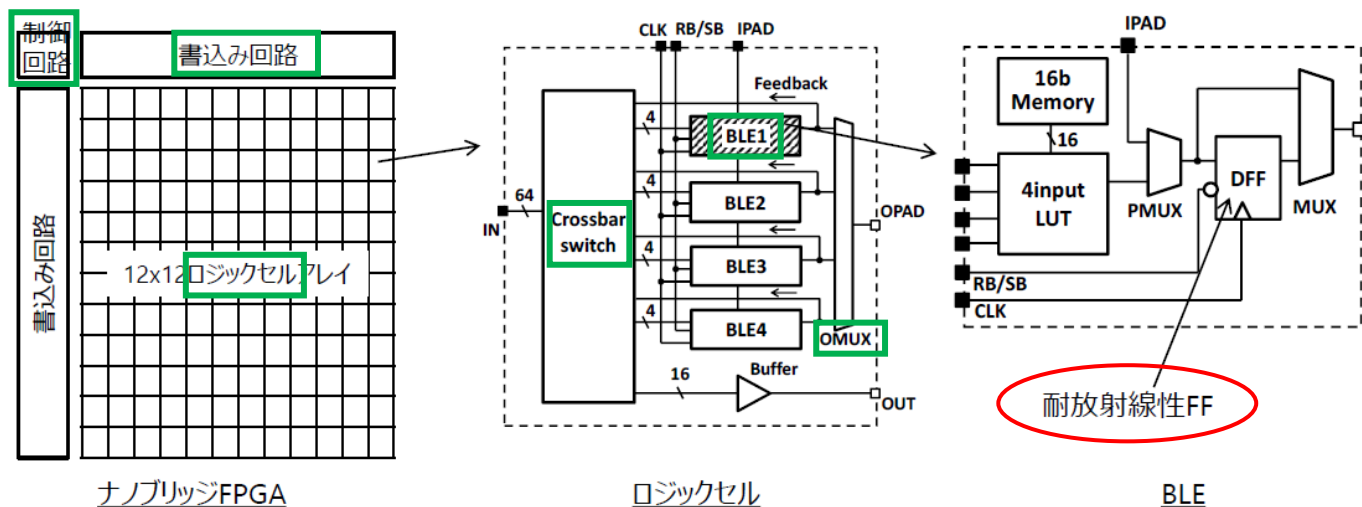 制御
回路
書込み回路
書込み回路
12x12ロジックセルアレイ
ナノブリッジFPGA
CLK
RB/SB
IPAD
Feedback
64
IN
Crossbar
switch
4
BLE1
4
BLE2
4
BLE3
4
BLE4
OPAD
OMUX
16
Buffer
OUT
ロジックセル
IPAD
16b
Memory
16
4input
LUT
PMUX
DFF
MUX
RB/SB
CLK
耐放射線性FF
BLE